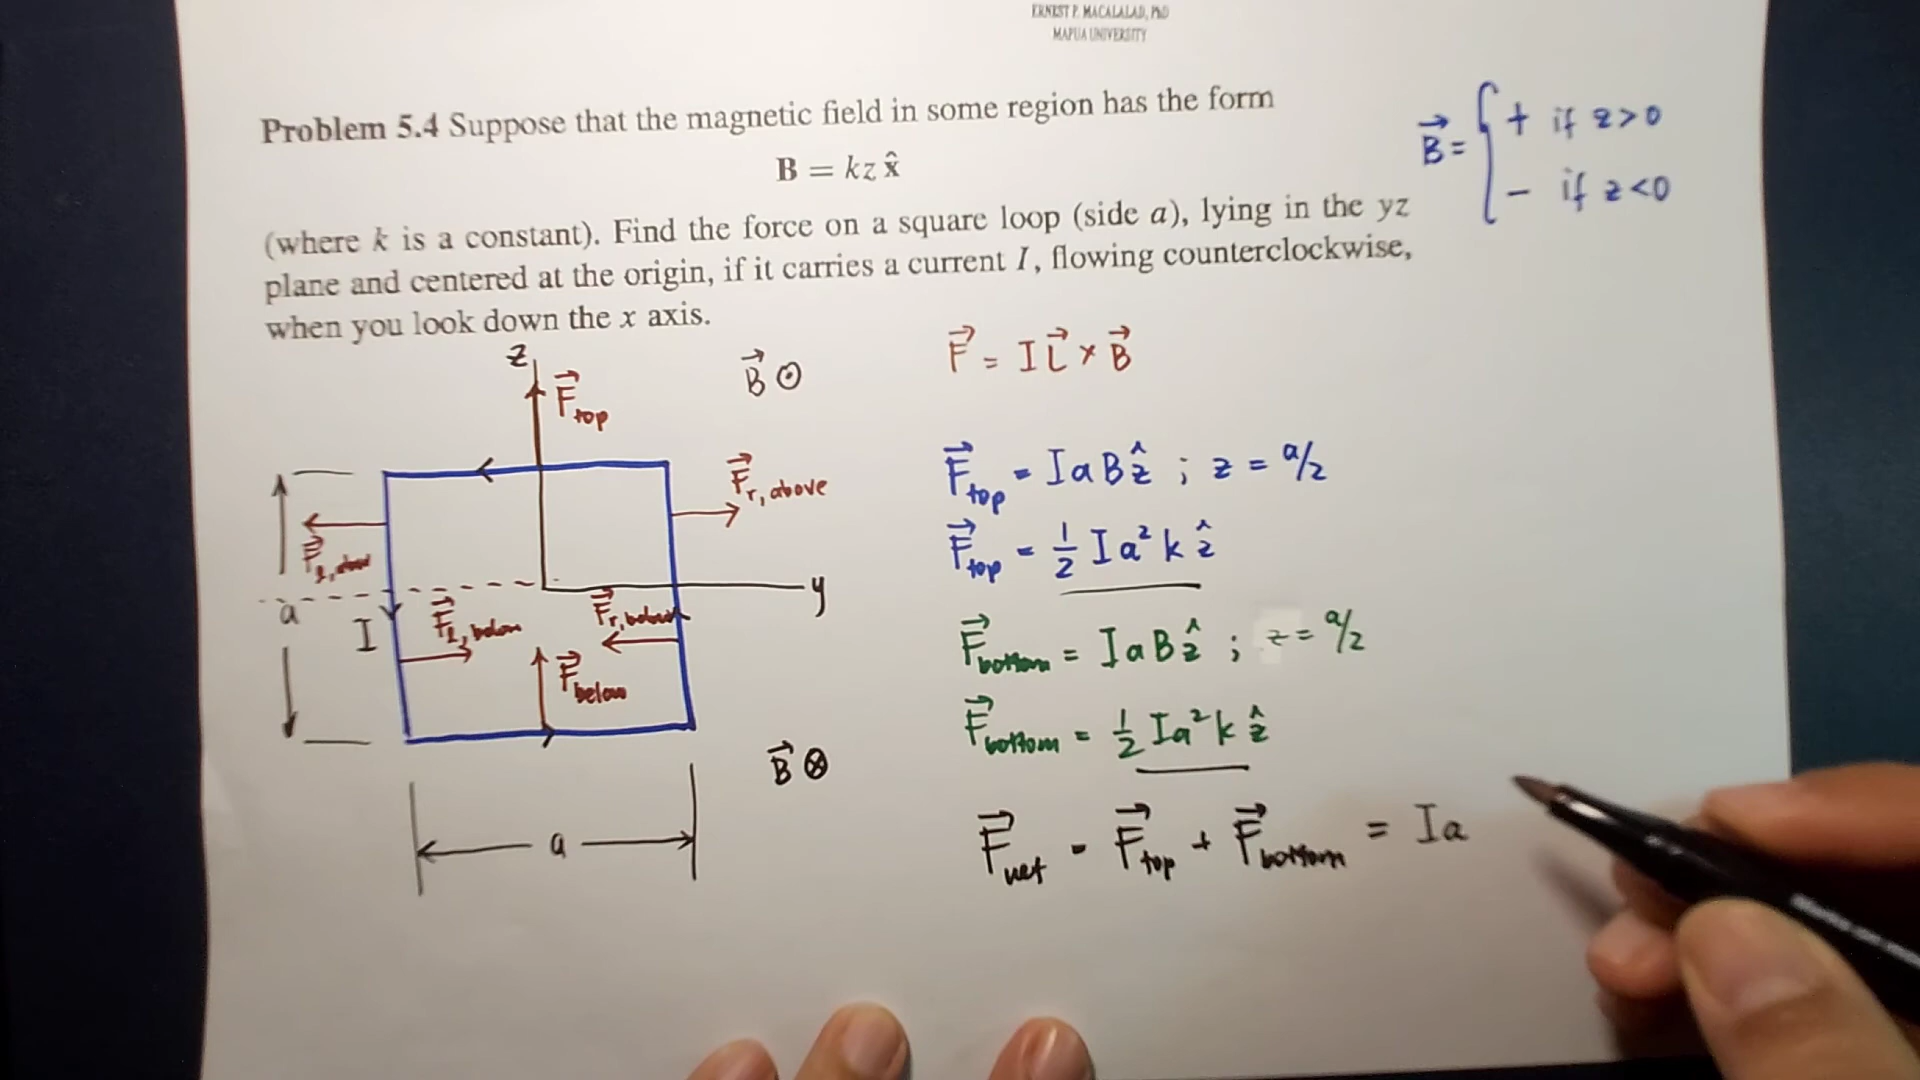 ERNEST P. MACALALAD, PhD
MAPUA UNIVERSITY
Problem 5.4 Suppose that the magnetic field in some region has the form
B = kz x̂
(where k is a constant). Find the force on a square loop (side a), lying in the yz
plane and centered at the origin, if it carries a current I, flowing counterclockwise,
when you look down the x axis.
B⃗ = { + if z>0
− if z<0
z
F⃗top
B⃗ ⊙
F⃗r, above
F⃗l, above
a
I
F⃗l, below
F⃗r, below
y
F⃗below
B⃗ ⊗
a
F⃗ = I L⃗ × B⃗
F⃗top = I a B ẑ ; z = a/2
F⃗top = 1/2 I a² k ẑ
F⃗bottom = I a B ẑ ; z = a/2
F⃗bottom = 1/2 I a² k ẑ
F⃗net = F⃗top + F⃗bottom = I a